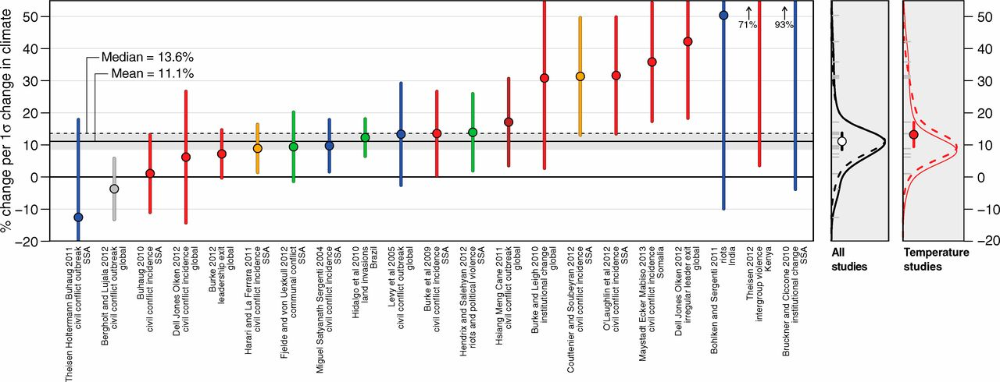 % change per 1σ change in climate
50
40
30
20
10
0
−10
−20
Median = 13.6%
Mean = 11.1%
71%
93%
Theisen Holtermann Buhaug 2011
civil conflict outbreak
SSA
Bergholt and Lujala 2012
civil conflict outbreak
global
Buhaug 2010
civil conflict incidence
SSA
Dell Jones Olken 2012
civil conflict incidence
global
Burke 2012
leadership exit
global
Harari and La Ferrara 2011
civil conflict incidence
SSA
Fjelde and von Uexkull 2012
communal conflict
SSA
Miguel Satyanath Sergenti 2004
civil conflict incidence
SSA
Hidalgo et al 2010
land invasions
Brazil
Levy et al 2005
civil conflict outbreak
global
Burke et al 2009
civil conflict incidence
SSA
Hendrix and Salehyan 2012
riots and political violence
SSA
Hsiang Meng Cane 2011
civil conflict outbreak
global
Burke and Leigh 2010
institutional change
global
Couttenier and Soubeyran 2012
civil conflict incidence
SSA
O'Laughlin et al 2012
civil conflict incidence
SSA
Maystadt Ecker Mabiso 2013
civil conflict incidence
Somalia
Dell Jones Olken 2012
irregular leader exit
global
Bohlken and Sergenti 2011
riots
India
Theisen 2012
intergroup violence
Kenya
Bruckner and Ciccone 2010
institutional change
SSA
All
studies
Temperature
studies
50
40
30
20
10
0
−10
−20